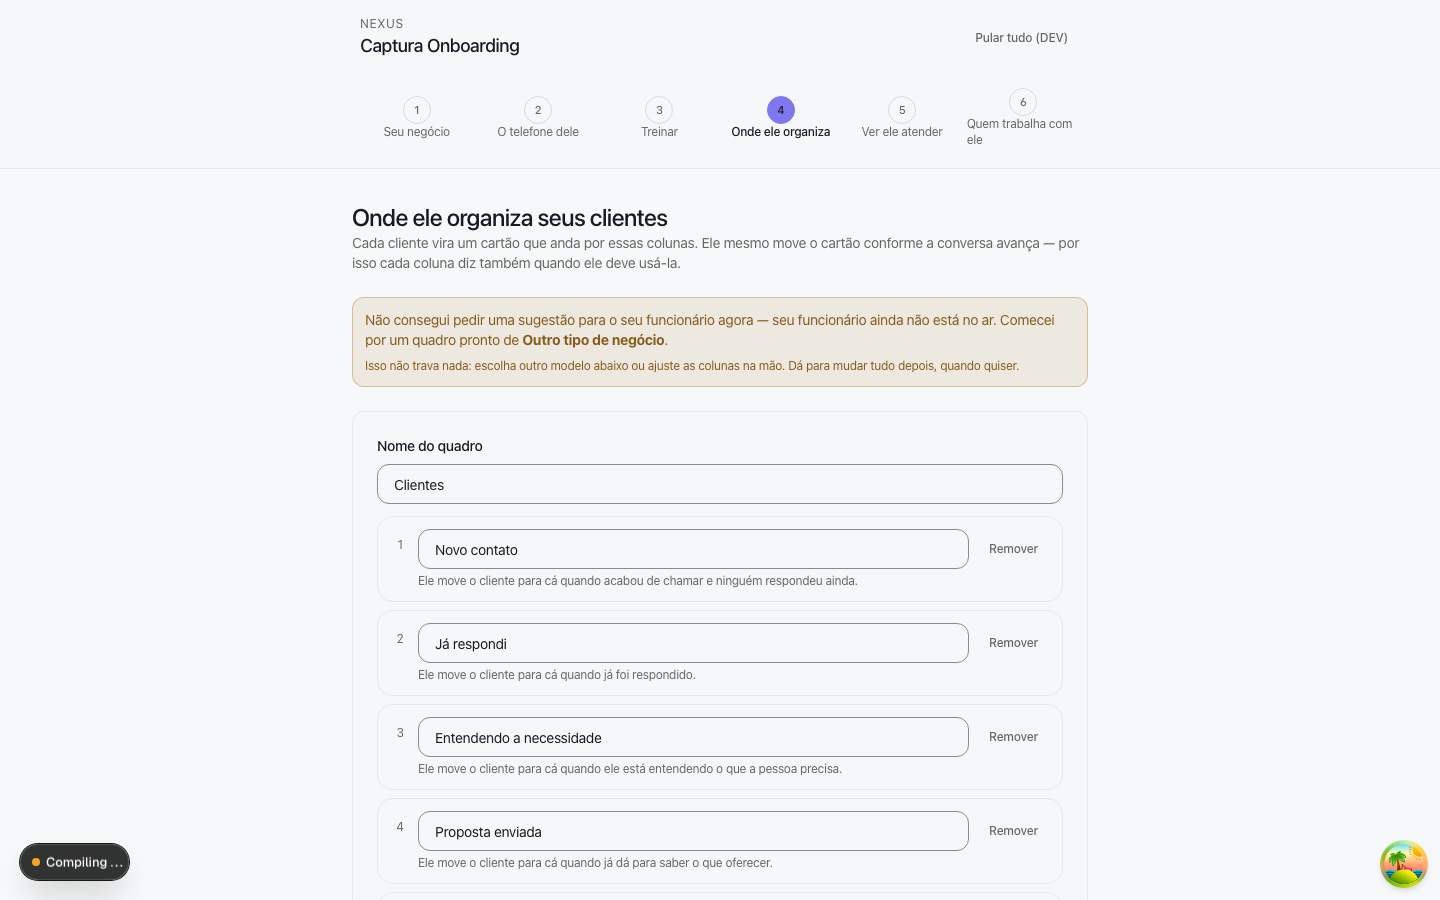 NEXUS
Captura Onboarding
Pular tudo (DEV)
1
Seu negócio
2
O telefone dele
3
Treinar
4
Onde ele organiza
5
Ver ele atender
6
Quem trabalha com
ele
Onde ele organiza seus clientes
Cada cliente vira um cartão que anda por essas colunas. Ele mesmo move o cartão conforme a conversa avança — por
isso cada coluna diz também quando ele deve usá-la.
Não consegui pedir uma sugestão para o seu funcionário agora — seu funcionário ainda não está no ar. Comecei
por um quadro pronto de Outro tipo de negócio.
Isso não trava nada: escolha outro modelo abaixo ou ajuste as colunas na mão. Dá para mudar tudo depois, quando quiser.
Nome do quadro
Clientes
1
Novo contato
Remover
Ele move o cliente para cá quando acabou de chamar e ninguém respondeu ainda.
2
Já respondi
Remover
Ele move o cliente para cá quando já foi respondido.
3
Entendendo a necessidade
Remover
Ele move o cliente para cá quando ele está entendendo o que a pessoa precisa.
4
Proposta enviada
Remover
Ele move o cliente para cá quando já dá para saber o que oferecer.
Compiling ...